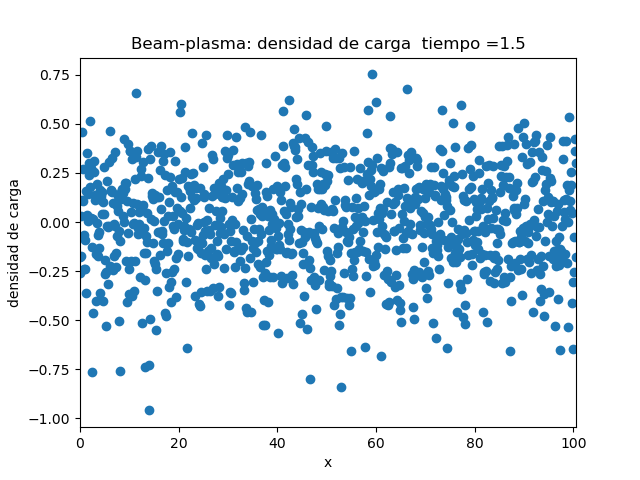 Beam-plasma: densidad de carga  tiempo =1.5
0.75
0.50
0.25
0.00
−0.25
−0.50
−0.75
−1.00
densidad de carga
0 20 40 60 80 100
x